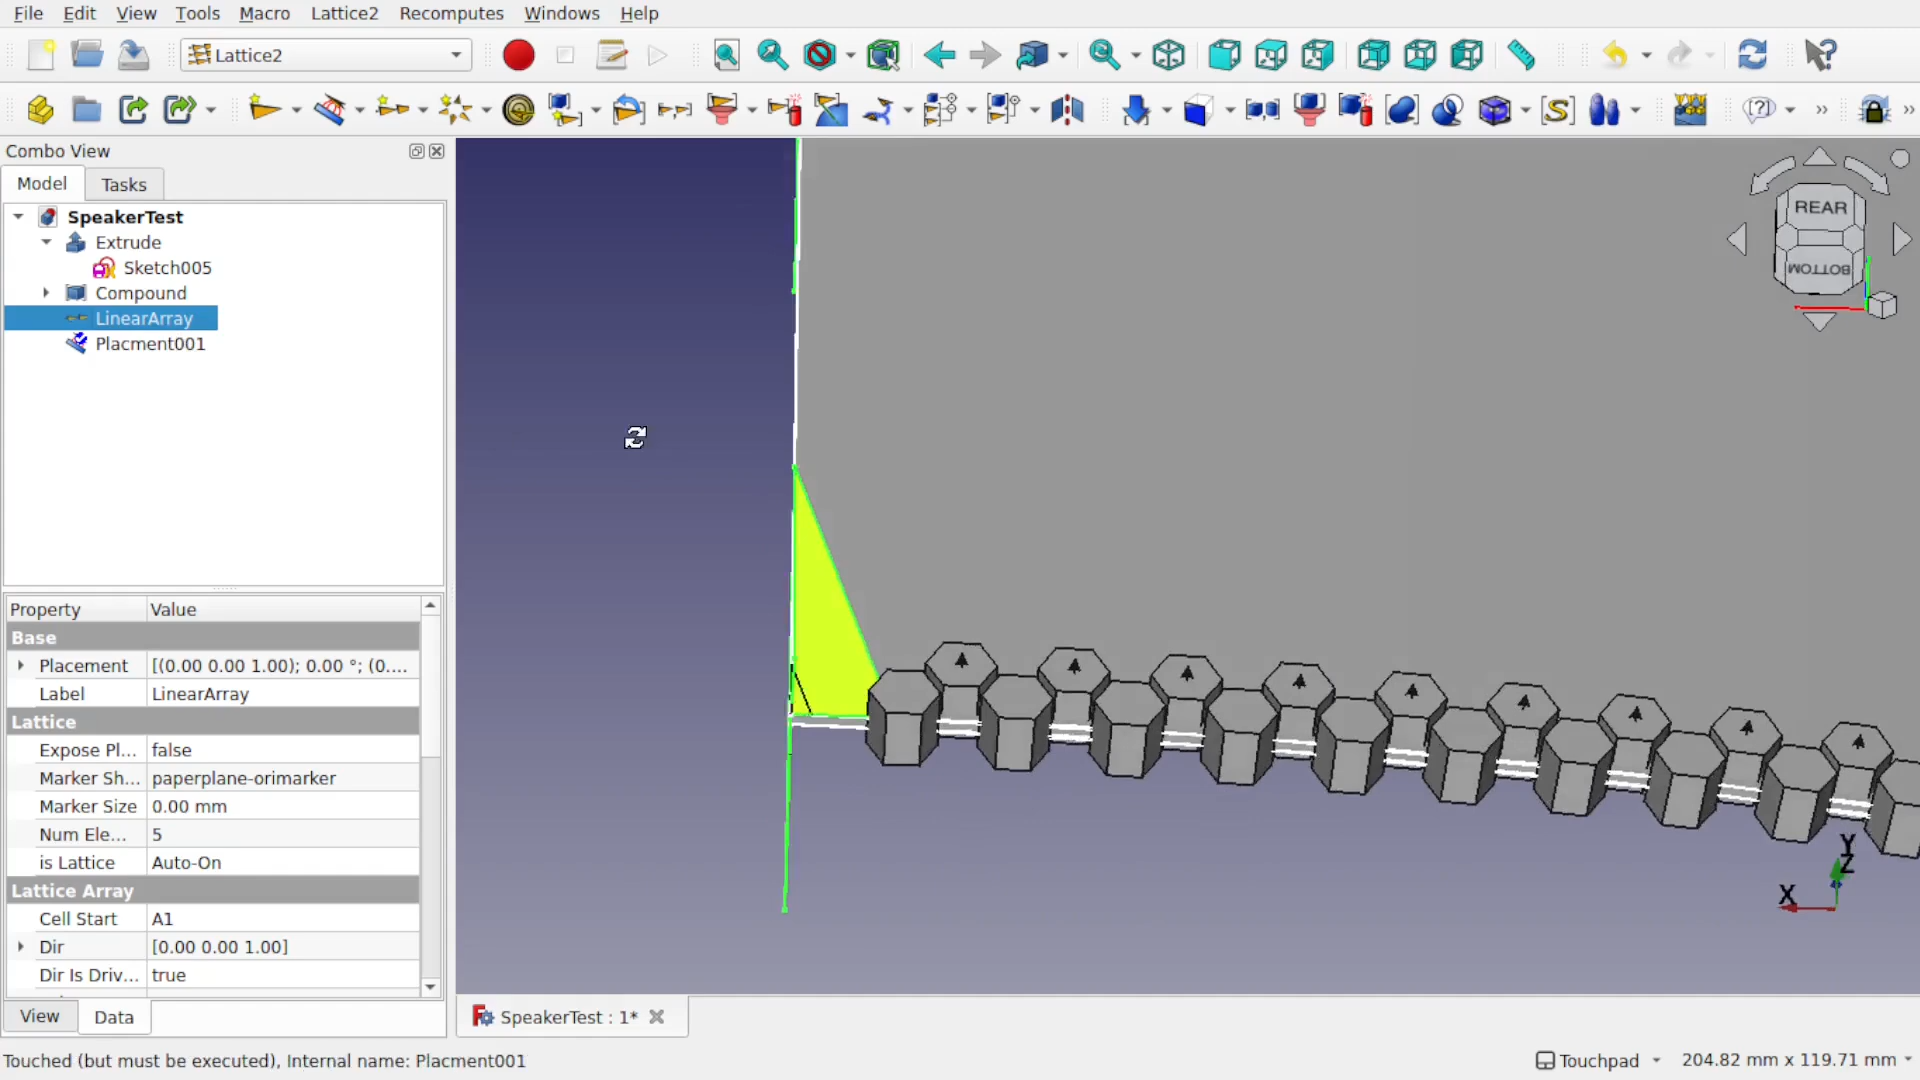 File Edit View Tools Macro Lattice2 Recomputes Windows Help
Lattice2
Combo View
Model Tasks
SpeakerTest
Extrude
Sketch005
Compound
LinearArray
Placment001
REAR
BOTTOM
Property Value
Base
Placement [(0.00 0.00 1.00); 0.00 °; (0....
Label LinearArray
Lattice
Expose Pl... false
Marker Sh... paperplane-orimarker
Marker Size 0.00 mm
Num Ele... 5
is Lattice Auto-On
Lattice Array
Cell Start A1
Dir [0.00 0.00 1.00]
Dir Is Driv... true
Y
Z
X
View Data
SpeakerTest : 1*
Touched (but must be executed), Internal name: Placment001
Touchpad 204.82 mm x 119.71 mm